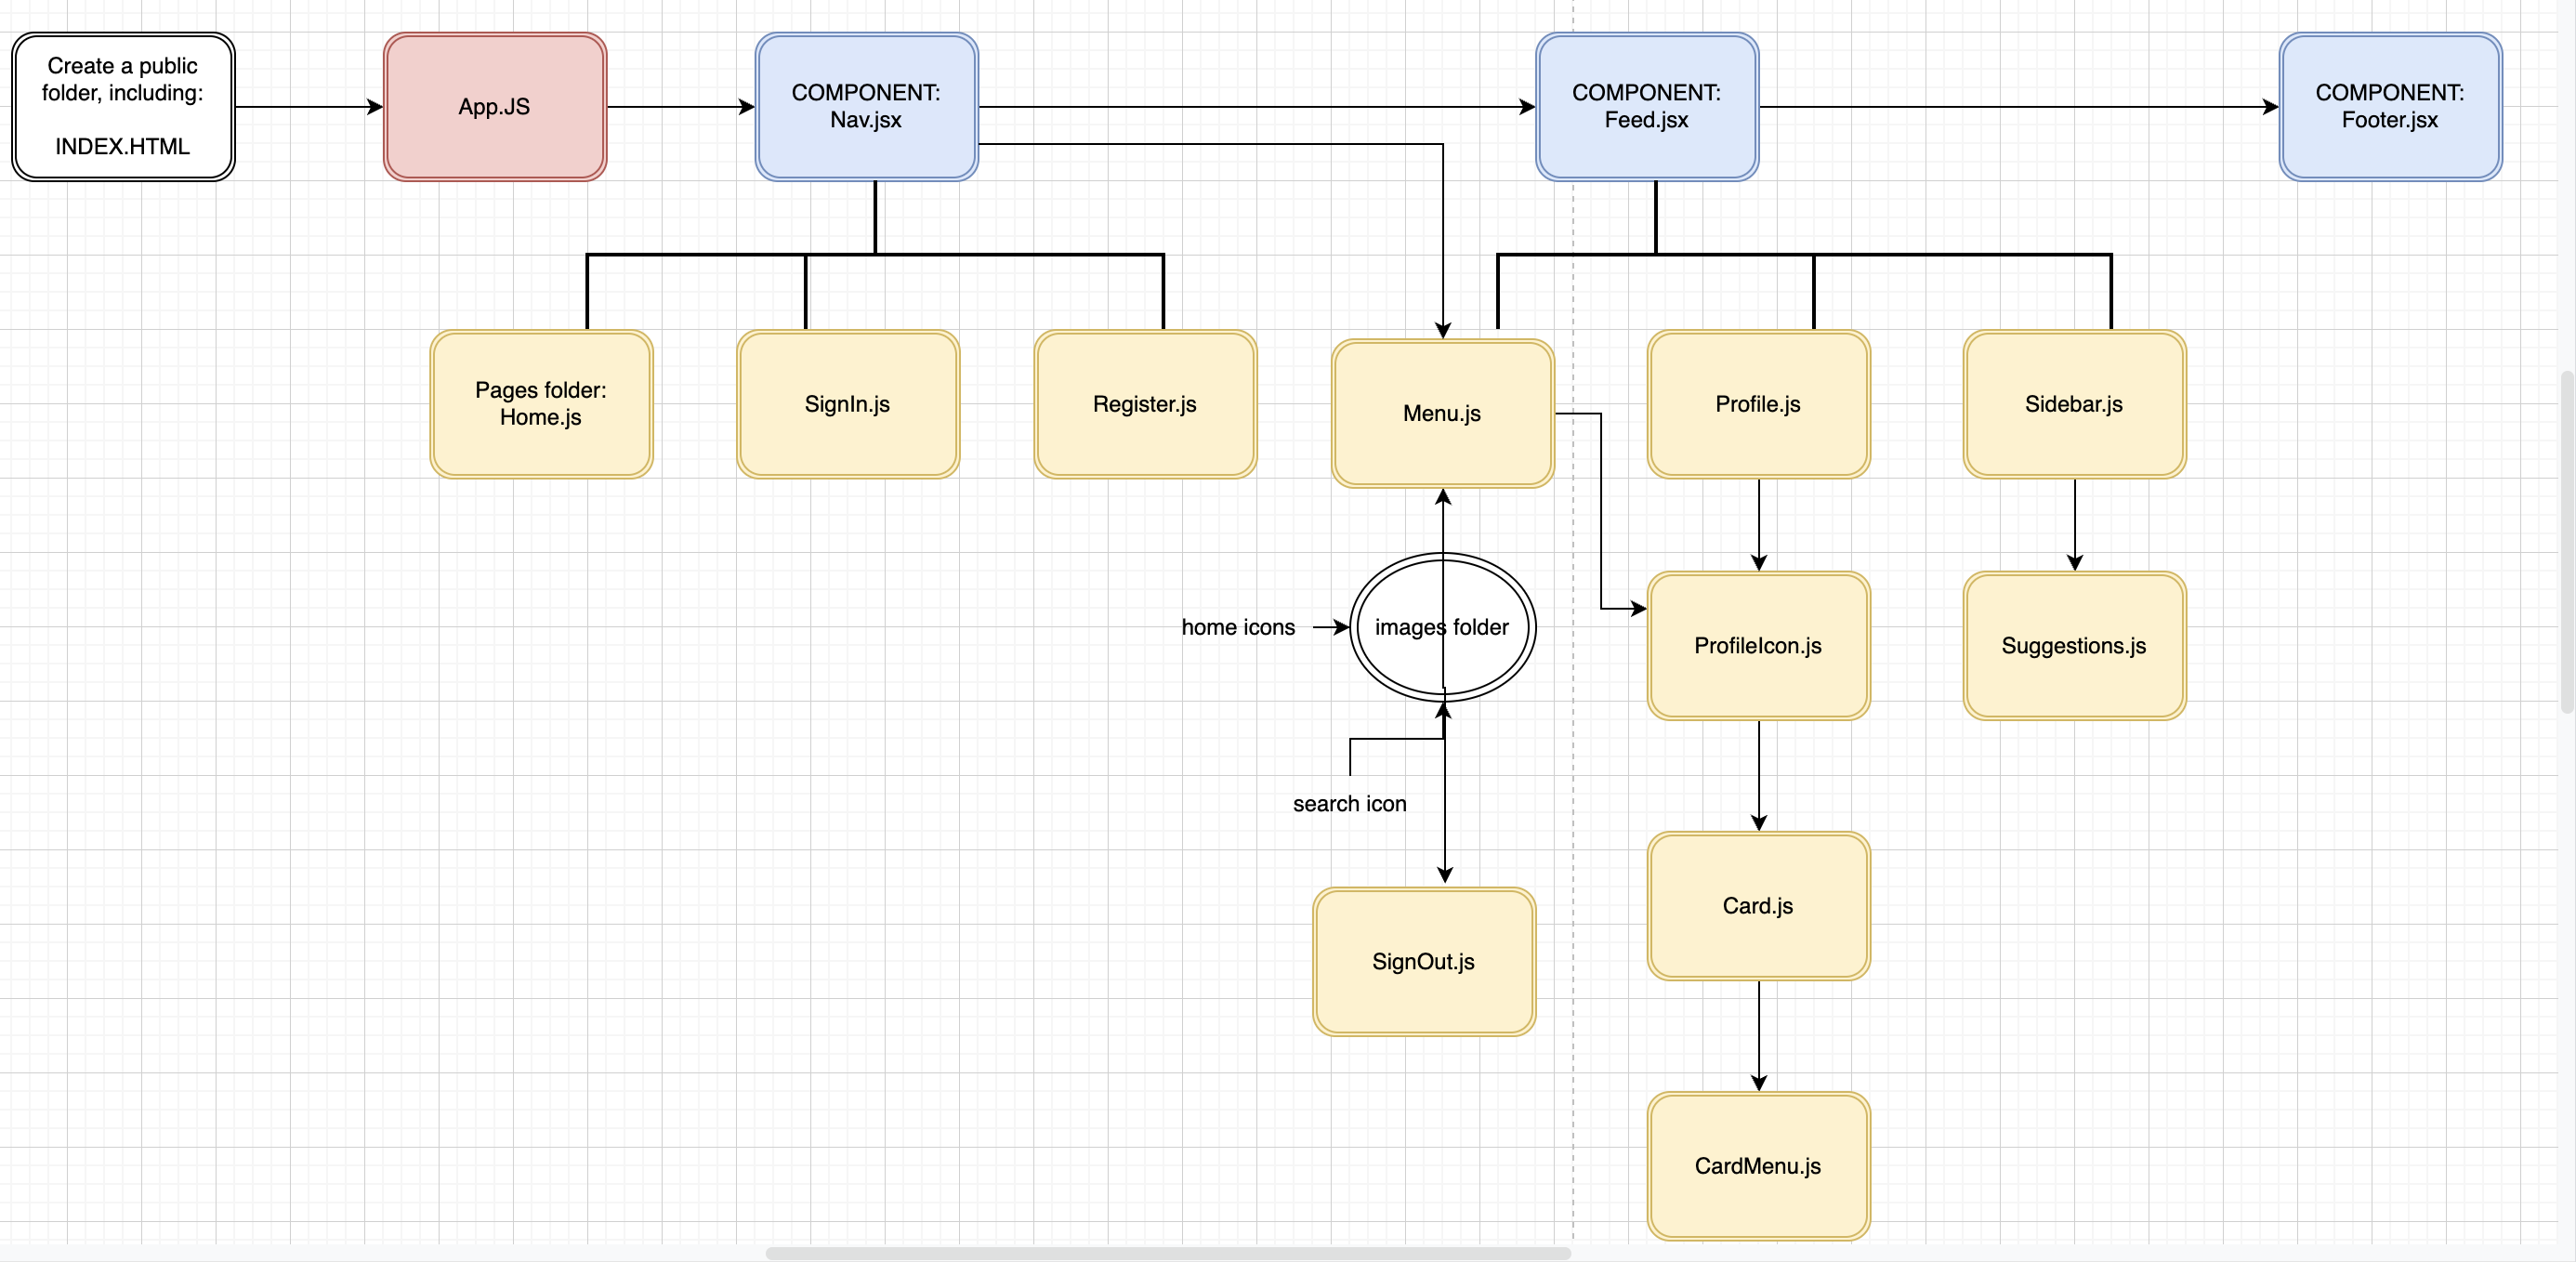 Create a public
folder, including:
INDEX.HTML
App.JS
COMPONENT:
Nav.jsx
COMPONENT:
Feed.jsx
COMPONENT:
Footer.jsx
Pages folder:
Home.js
SignIn.js
Register.js
Menu.js
Profile.js
Sidebar.js
home icons
images folder
ProfileIcon.js
Suggestions.js
search icon
SignOut.js
Card.js
CardMenu.js